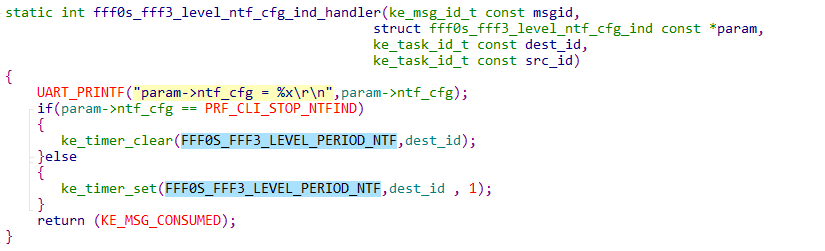 static int fff0s_fff3_level_ntf_cfg_ind_handler(ke_msg_id_t const msgid,
struct fff0s_fff3_level_ntf_cfg_ind const *param,
ke_task_id_t const dest_id,
ke_task_id_t const src_id)
{
UART_PRINTF("param->ntf_cfg = %x\r\n",param->ntf_cfg);
if(param->ntf_cfg == PRF_CLI_STOP_NTFIND)
{
ke_timer_clear(FFF0S_FFF3_LEVEL_PERIOD_NTF,dest_id);
}else
{
ke_timer_set(FFF0S_FFF3_LEVEL_PERIOD_NTF,dest_id , 1);
}
return (KE_MSG_CONSUMED);
}